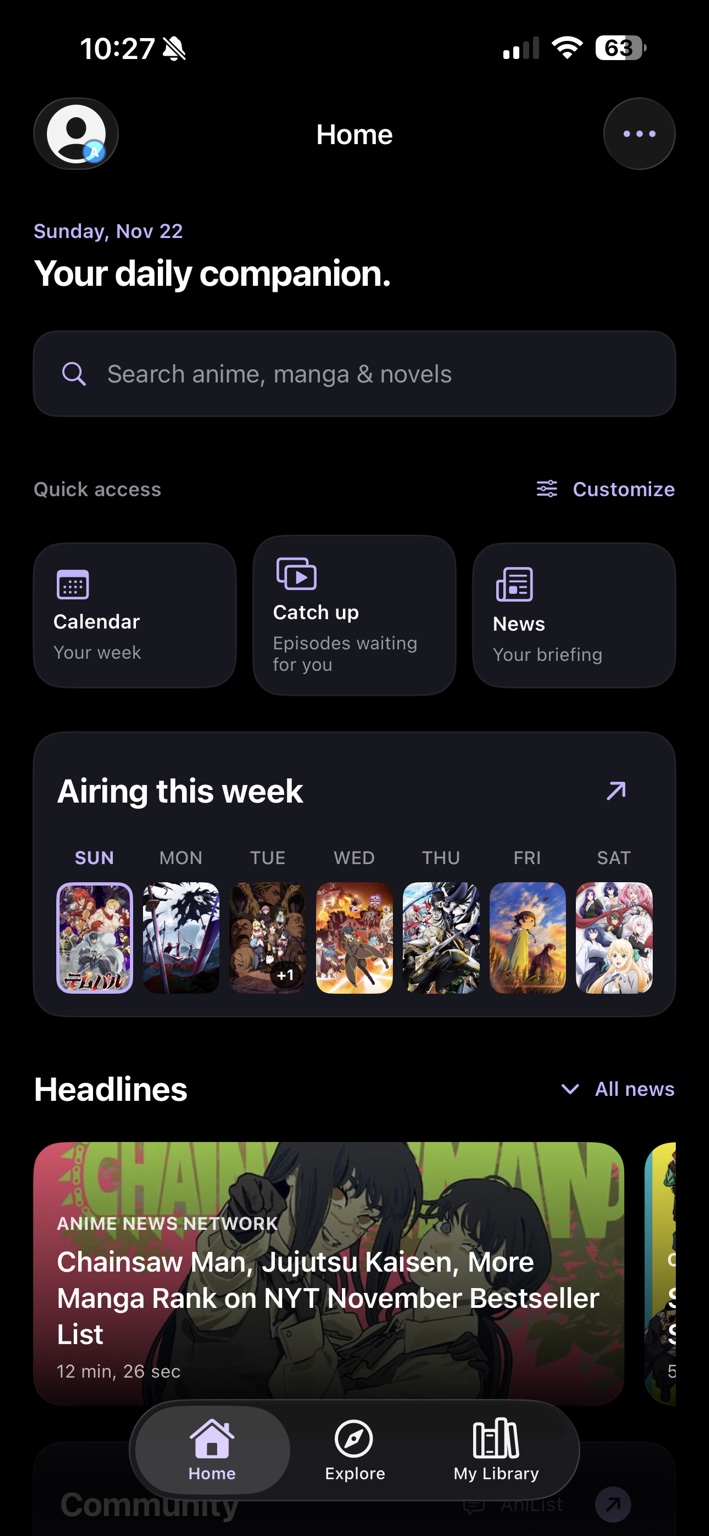 10:27
63
Home
Sunday, Nov 22
Your daily companion.
Search anime, manga & novels
Quick access
Customize
Calendar
Your week
Catch up
Episodes waiting
for you
News
Your briefing
Airing this week
SUN MON TUE WED THU FRI SAT
+1
Headlines
All news
CHAINSAW MAN
ANIME NEWS NETWORK
Chainsaw Man, Jujutsu Kaisen, More
Manga Rank on NYT November Bestseller
List
12 min, 26 sec
Home
Explore
My Library
Community
AniList